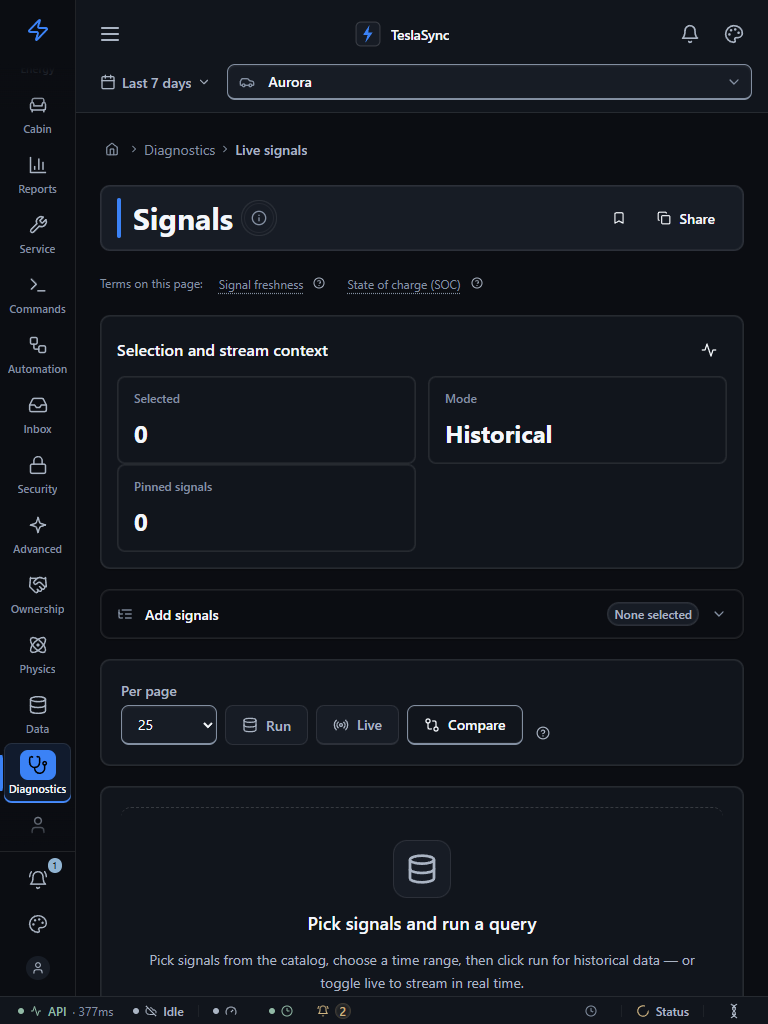 TeslaSync
Last 7 days
Aurora
Energy
Cabin
Reports
Service
Commands
Automation
Inbox
Security
Advanced
Ownership
Physics
Data
Diagnostics
1
Diagnostics
Live signals
Signals
Share
Terms on this page:
Signal freshness
State of charge (SOC)
Selection and stream context
Selected
0
Mode
Historical
Pinned signals
0
Add signals
None selected
Per page
25
Run
Live
Compare
Pick signals and run a query
Pick signals from the catalog, choose a time range, then click run for historical data — or
toggle live to stream in real time.
API · 377ms
Idle
2
Status